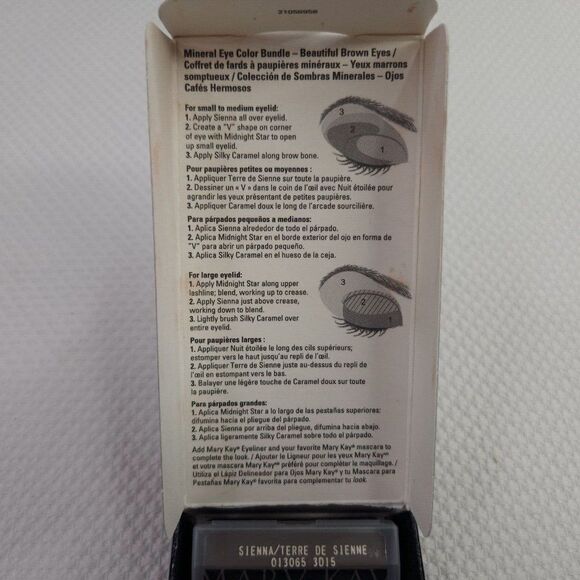 31056958
Mineral Eye Color Bundle – Beautiful Brown Eyes /
Coffret de fards à paupières minéraux – Yeux marrons
somptueux / Colección de Sombras Minerales – Ojos
Cafés Hermosos
For small to medium eyelid:
1. Apply Sienna all over eyelid.
2. Create a "V" shape on corner
of eye with Midnight Star to open
up small eyelid.
3. Apply Silky Caramel along brow bone.
3
2
1
Pour paupières petites ou moyennes :
1. Appliquer Terre de Sienne sur toute la paupière.
2. Dessiner un « V » dans le coin de l'œil avec Nuit étoilée pour
agrandir les yeux présentant de petites paupières.
3. Appliquer Caramel doux le long de l'arcade sourcilière.
Para párpados pequeños a medianos:
1. Aplica Sienna alrededor de todo el párpado.
2. Aplica Midnight Star en el borde exterior del ojo en forma de
"V" para abrir un párpado pequeño.
3. Aplica Silky Caramel en el hueso de la ceja.
For large eyelid:
1. Apply Midnight Star along upper
lashline; blend, working up to crease.
2. Apply Sienna just above crease,
working down to blend.
3. Lightly brush Silky Caramel over
entire eyelid.
3
2
1
Pour paupières larges :
1. Appliquer Nuit étoilée le long des cils supérieurs;
estomper vers le haut jusqu'au repli de l'œil.
2. Appliquer Terre de Sienne juste au-dessus du repli de
l'œil en estompant vers le bas.
3. Balayer une légère touche de Caramel doux sur toute
la paupière.
Para párpados grandes:
1. Aplica Midnight Star a lo largo de las pestañas superiores:
difumina hacia el pliegue del párpado.
2. Aplica Sienna por arriba del pliegue, difumina hacia abajo.
3. Aplica ligeramente Silky Caramel sobre todo el párpado.
Add Mary Kay® Eyeliner and your favorite Mary Kay® mascara to
complete the look. / Ajouter le Ligneur pour les yeux Mary Kay®
et votre mascara Mary Kay® préféré pour compléter le maquillage. /
Utiliza el Lápiz Delineador para Ojos Mary Kay® y tu Mascara para
Pestañas Mary Kay® favorita para complementar tu look.
SIENNA/TERRE DE SIENNE
013065 3D15